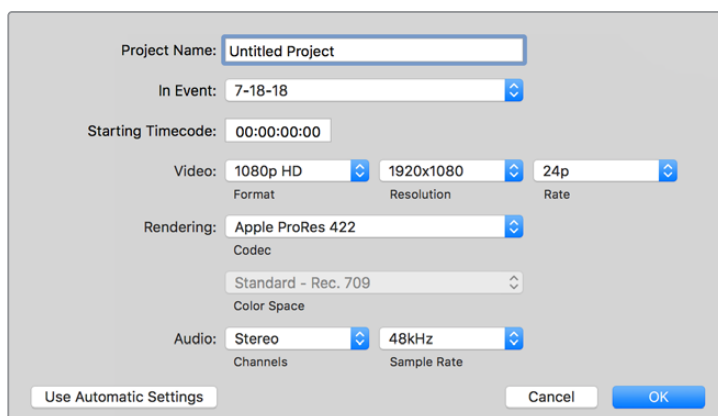 Project Name: Untitled Project
In Event: 7-18-18
Starting Timecode: 00:00:00:00
Video: 1080p HD 1920x1080 24p
Format Resolution Rate
Rendering: Apple ProRes 422
Codec
Standard - Rec. 709
Color Space
Audio: Stereo 48kHz
Channels Sample Rate
Use Automatic Settings Cancel OK